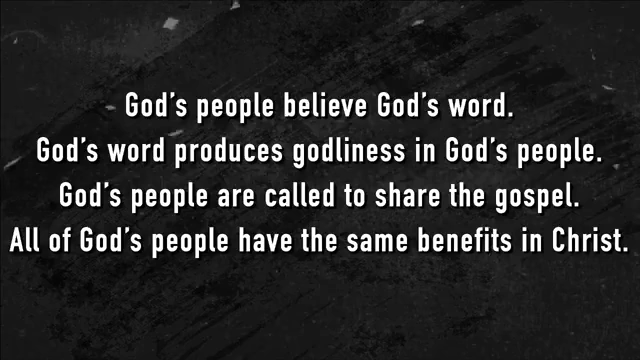 God’s people believe God’s word.
God’s word produces godliness in God’s people.
God’s people are called to share the gospel.
All of God’s people have the same benefits in Christ.